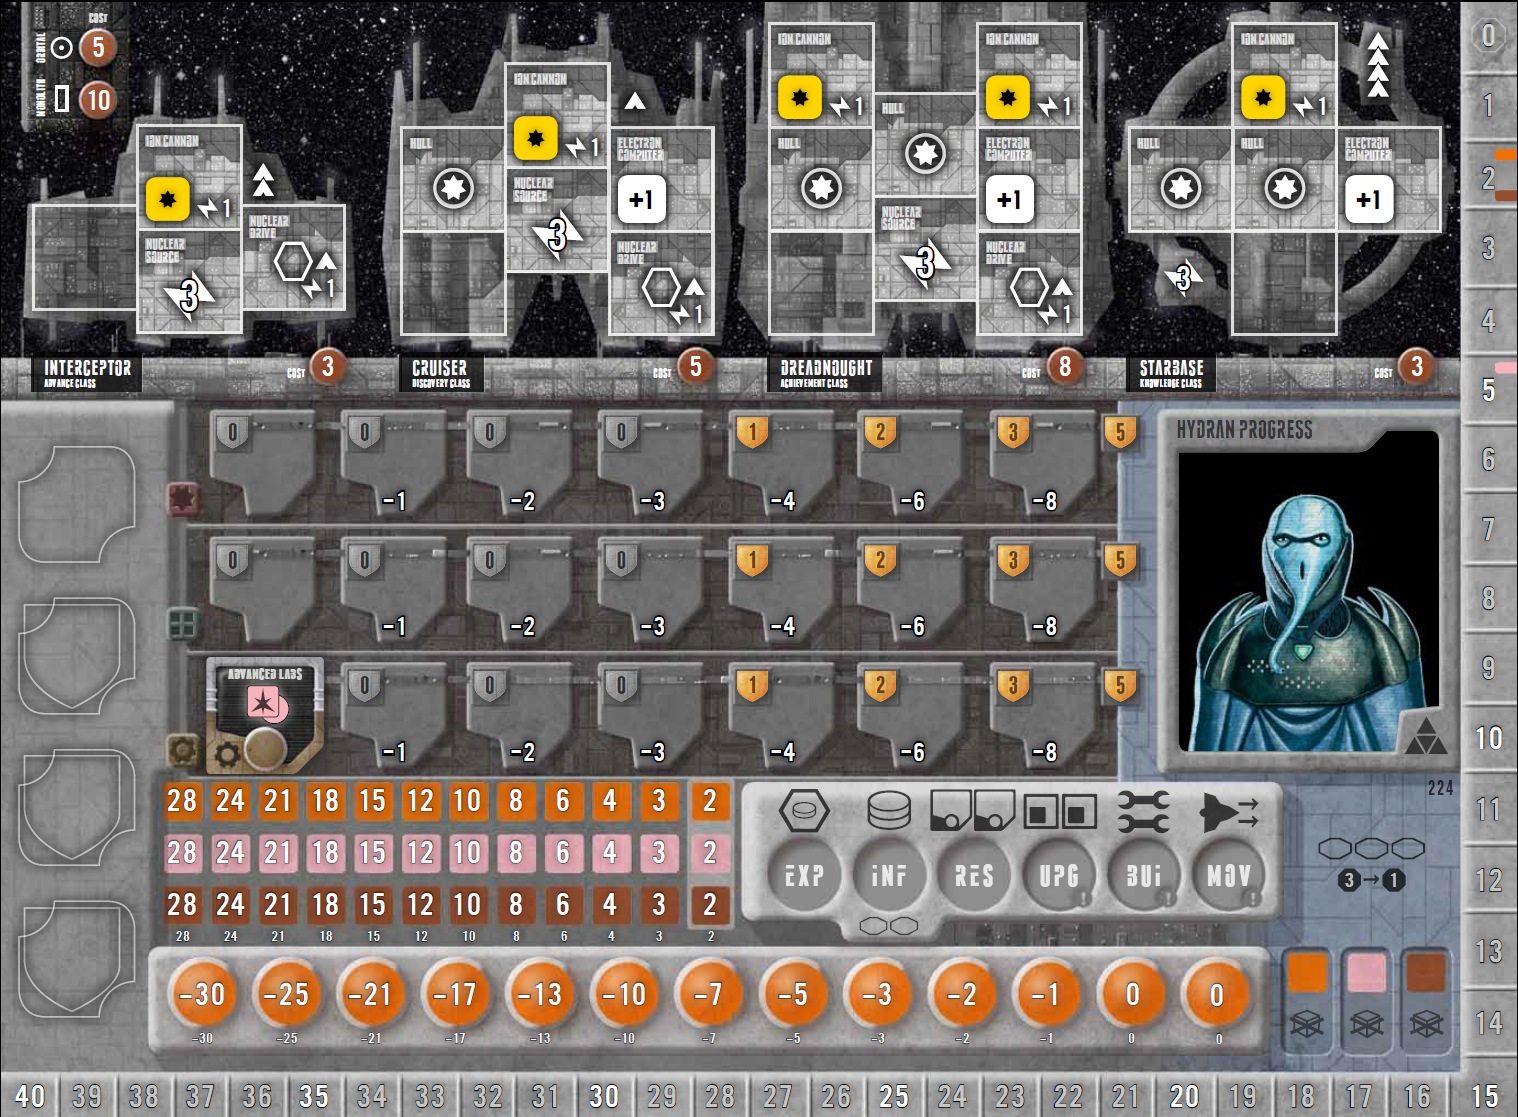 COST
ORBITAL 5
MONOLITH 10
ION CANNON
1
NUCLEAR SOURCE
3
NUCLEAR DRIVE
1
INTERCEPTOR
ADVANCE CLASS
COST 3
ION CANNON
1
HULL
ELECTRON COMPUTER
+1
NUCLEAR SOURCE
3
NUCLEAR DRIVE
1
CRUISER
DISCOVERY CLASS
COST 5
ION CANNON
1
ION CANNON
1
HULL
HULL
ELECTRON COMPUTER
+1
NUCLEAR SOURCE
3
NUCLEAR DRIVE
1
DREADNOUGHT
ACHIEVEMENT CLASS
COST 8
ION CANNON
1
HULL
HULL
ELECTRON COMPUTER
+1
3
STARBASE
KNOWLEDGE CLASS
COST 3
0 0 0 0 1 2 3 5
-1 -2 -3 -4 -6 -8
0 0 0 0 1 2 3 5
-1 -2 -3 -4 -6 -8
ADVANCED LABS
0 0 0 1 2 3 5
-1 -2 -3 -4 -6 -8
HYDRAN PROGRESS
224
28 24 21 18 15 12 10 8 6 4 3 2
28 24 21 18 15 12 10 8 6 4 3 2
28 24 21 18 15 12 10 8 6 4 3 2
28 24 21 18 15 12 10 8 6 4 3 2
EXP INF RES UPG BUI MOV
! ! !
3→1
-30 -25 -21 -17 -13 -10 -7 -5 -3 -2 -1 0 0
-30 -25 -21 -17 -13 -10 -7 -5 -3 -2 -1 0 0
0
1
2
3
4
5
6
7
8
9
10
11
12
13
14
40 39 38 37 36 35 34 33 32 31 30 29 28 27 26 25 24 23 22 21 20 19 18 17 16 15